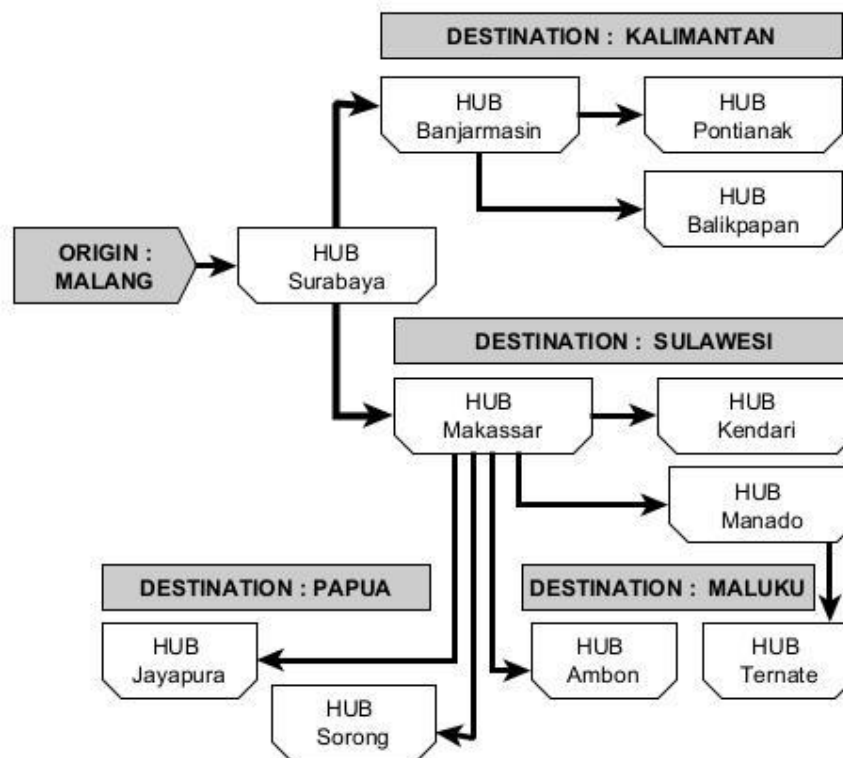 DESTINATION : KALIMANTAN
HUB
Banjarmasin
HUB
Pontianak
HUB
Balikpapan
ORIGIN :
MALANG
HUB
Surabaya
DESTINATION : SULAWESI
HUB
Makassar
HUB
Kendari
HUB
Manado
DESTINATION : PAPUA
DESTINATION : MALUKU
HUB
Jayapura
HUB
Ambon
HUB
Ternate
HUB
Sorong